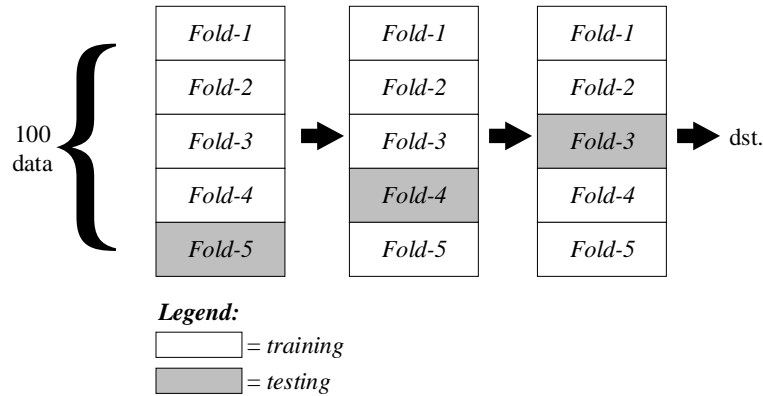 100
data
Fold-1
Fold-2
Fold-3
Fold-4
Fold-5
Fold-1
Fold-2
Fold-3
Fold-4
Fold-5
Fold-1
Fold-2
Fold-3
Fold-4
Fold-5
dst.
Legend:
= training
= testing